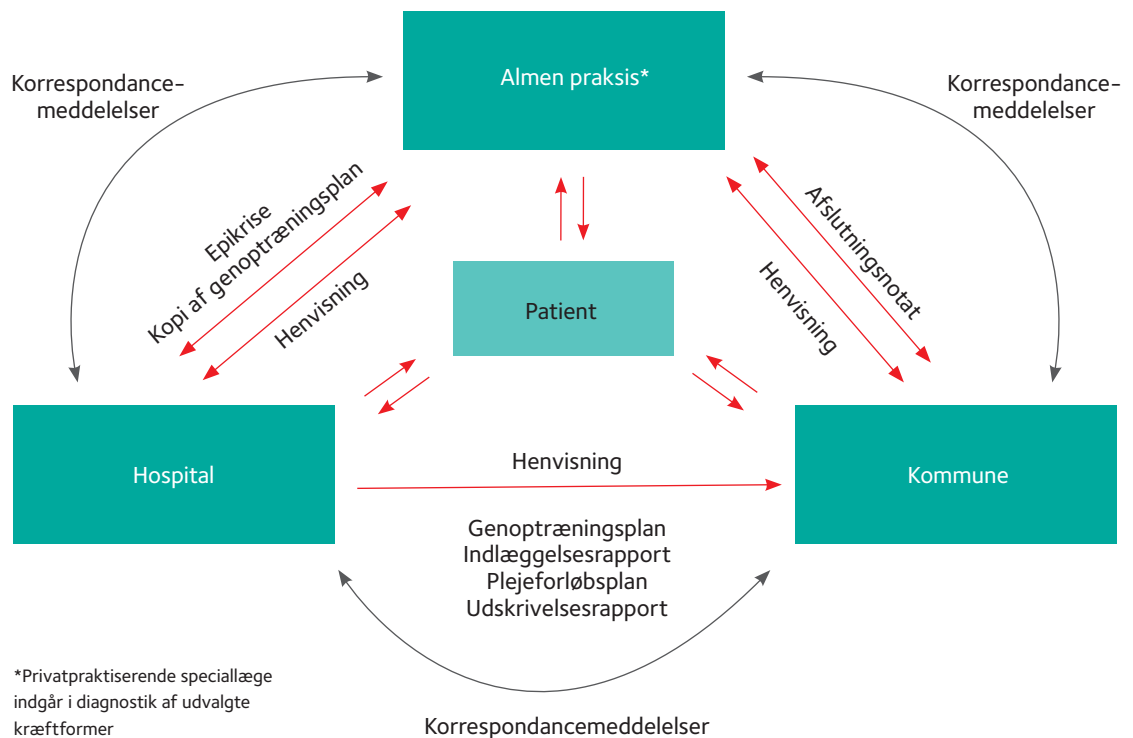 Almen praksis*
Korrespondance-
meddelelser
Korrespondance-
meddelelser
Epikrise
Kopi af genoptræningsplan
Henvisning
Afslutningsnotat
Henvisning
Patient
Hospital
Kommune
Henvisning
Genoptræningsplan
Indlæggelsesrapport
Plejeforløbsplan
Udskrivelsesrapport
*Privatpraktiserende speciallæge
indgår i diagnostik af udvalgte
kræftformer
Korrespondancemeddelelser